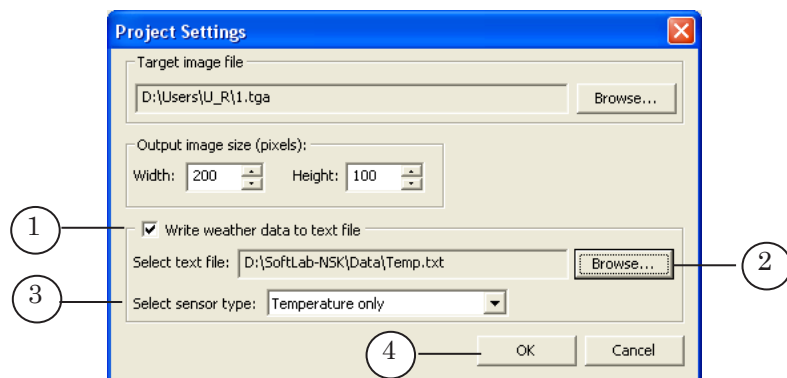 Project Settings
Target image file
D:\Users\U_R\1.tga
Browse...
Output image size (pixels):
Width: 200 Height: 100
1
Write weather data to text file
Select text file: D:\SoftLab-NSK\Data\Temp.txt Browse... 2
3
Select sensor type: Temperature only
4
OK Cancel